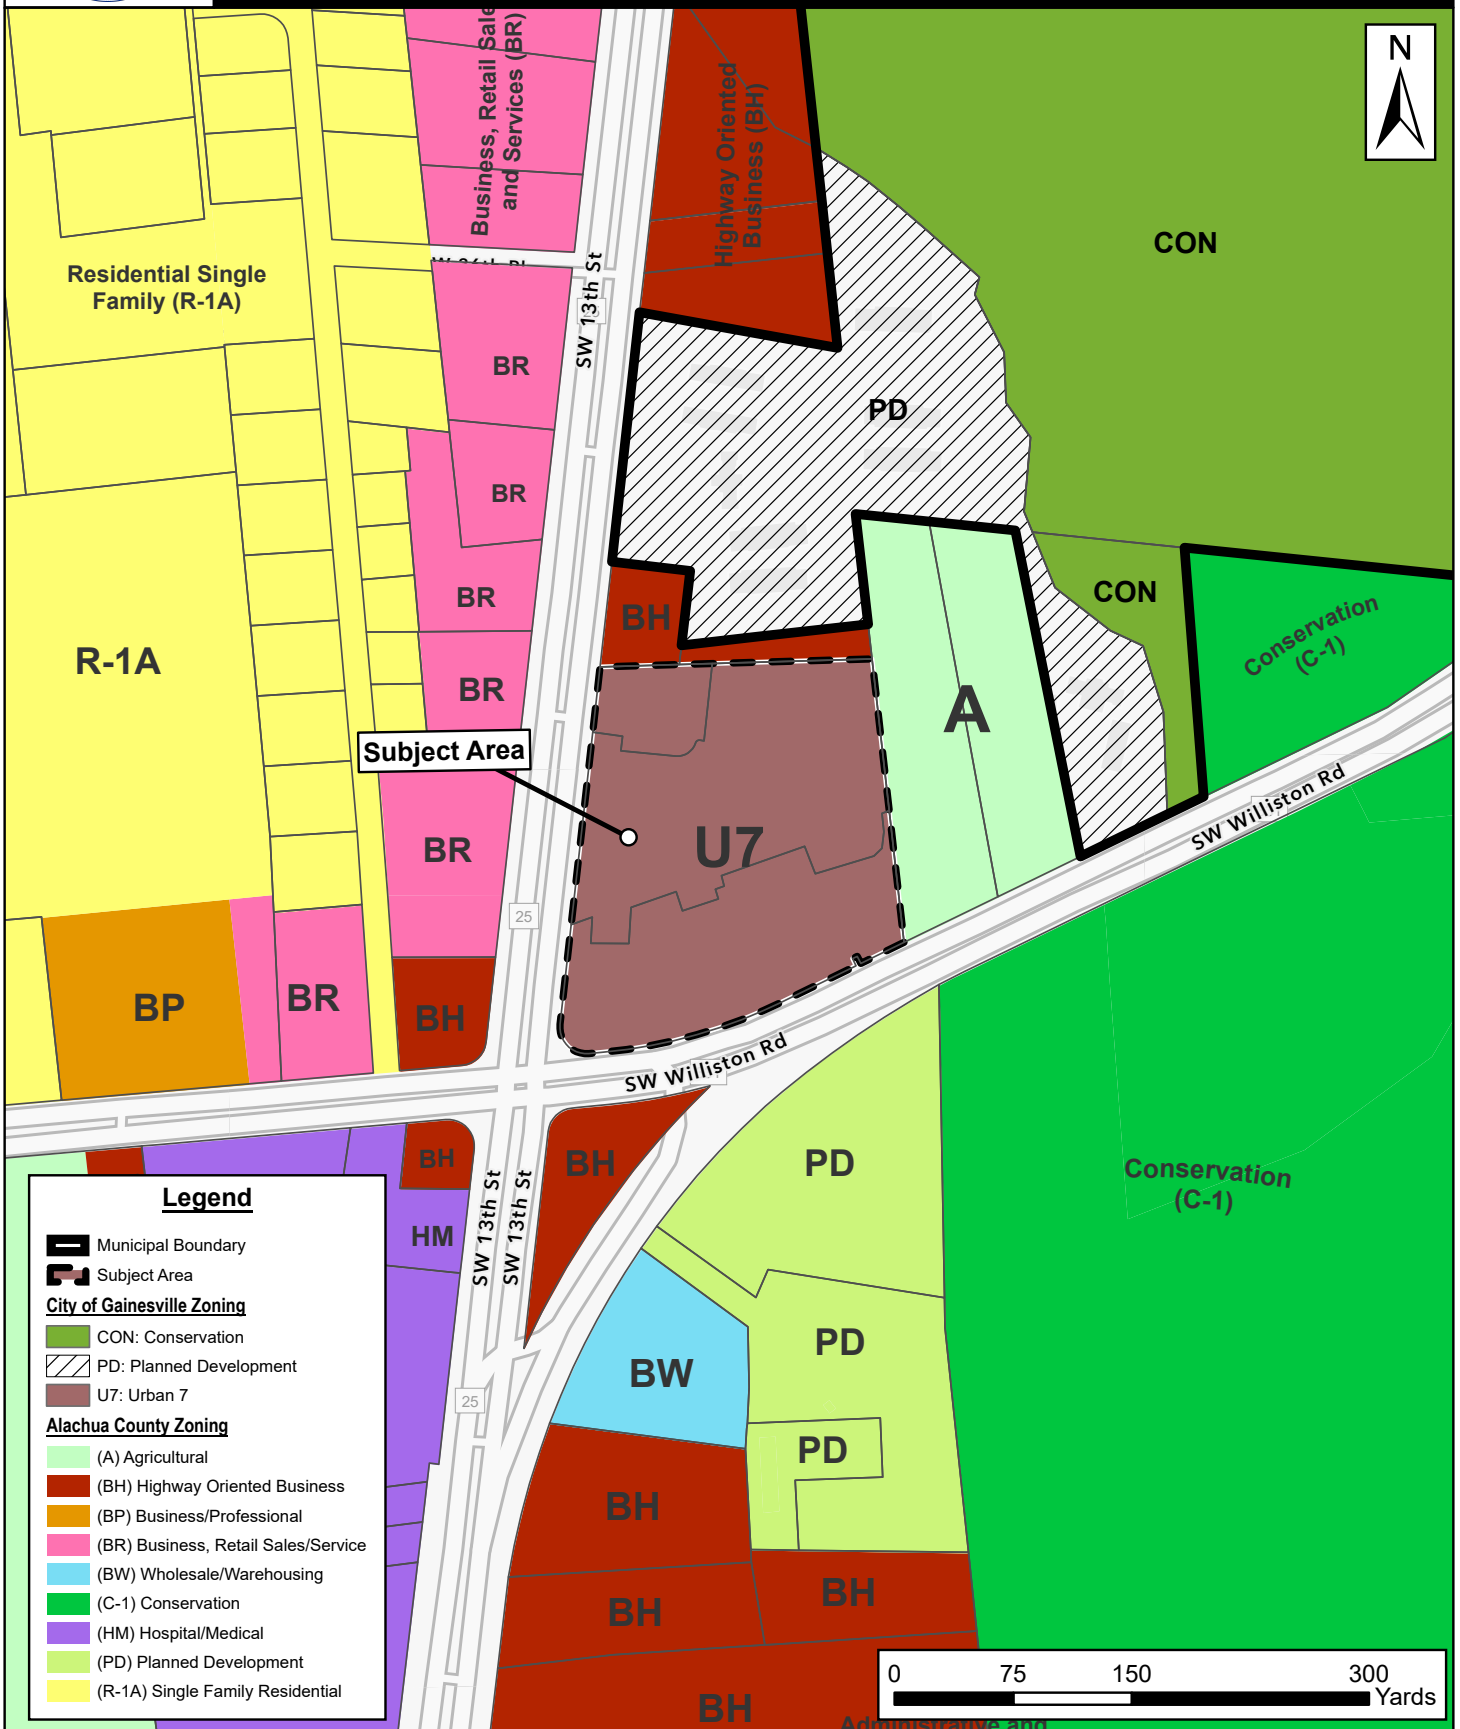 N
Business, Retail Sale
and Services (BR)
Highway Oriented
Business (BH)
CON
Residential Single
Family (R-1A)
SW 13th St
BR
PD
BR
CON
BR
BH
Conservation
(C-1)
R-1A
BR
A
Subject Area
SW Williston Rd
BR
U7
25
BP
BR
BH
SW Williston Rd
BH
BH
PD
Conservation
(C-1)
HM
SW 13th St
SW 13th St
PD
BW
25
PD
BH
BH
BH
BH
Administrative and
Legend
Municipal Boundary
Subject Area
City of Gainesville Zoning
CON: Conservation
PD: Planned Development
U7: Urban 7
Alachua County Zoning
(A) Agricultural
(BH) Highway Oriented Business
(BP) Business/Professional
(BR) Business, Retail Sales/Service
(BW) Wholesale/Warehousing
(C-1) Conservation
(HM) Hospital/Medical
(PD) Planned Development
(R-1A) Single Family Residential
0 75 150 300
Yards